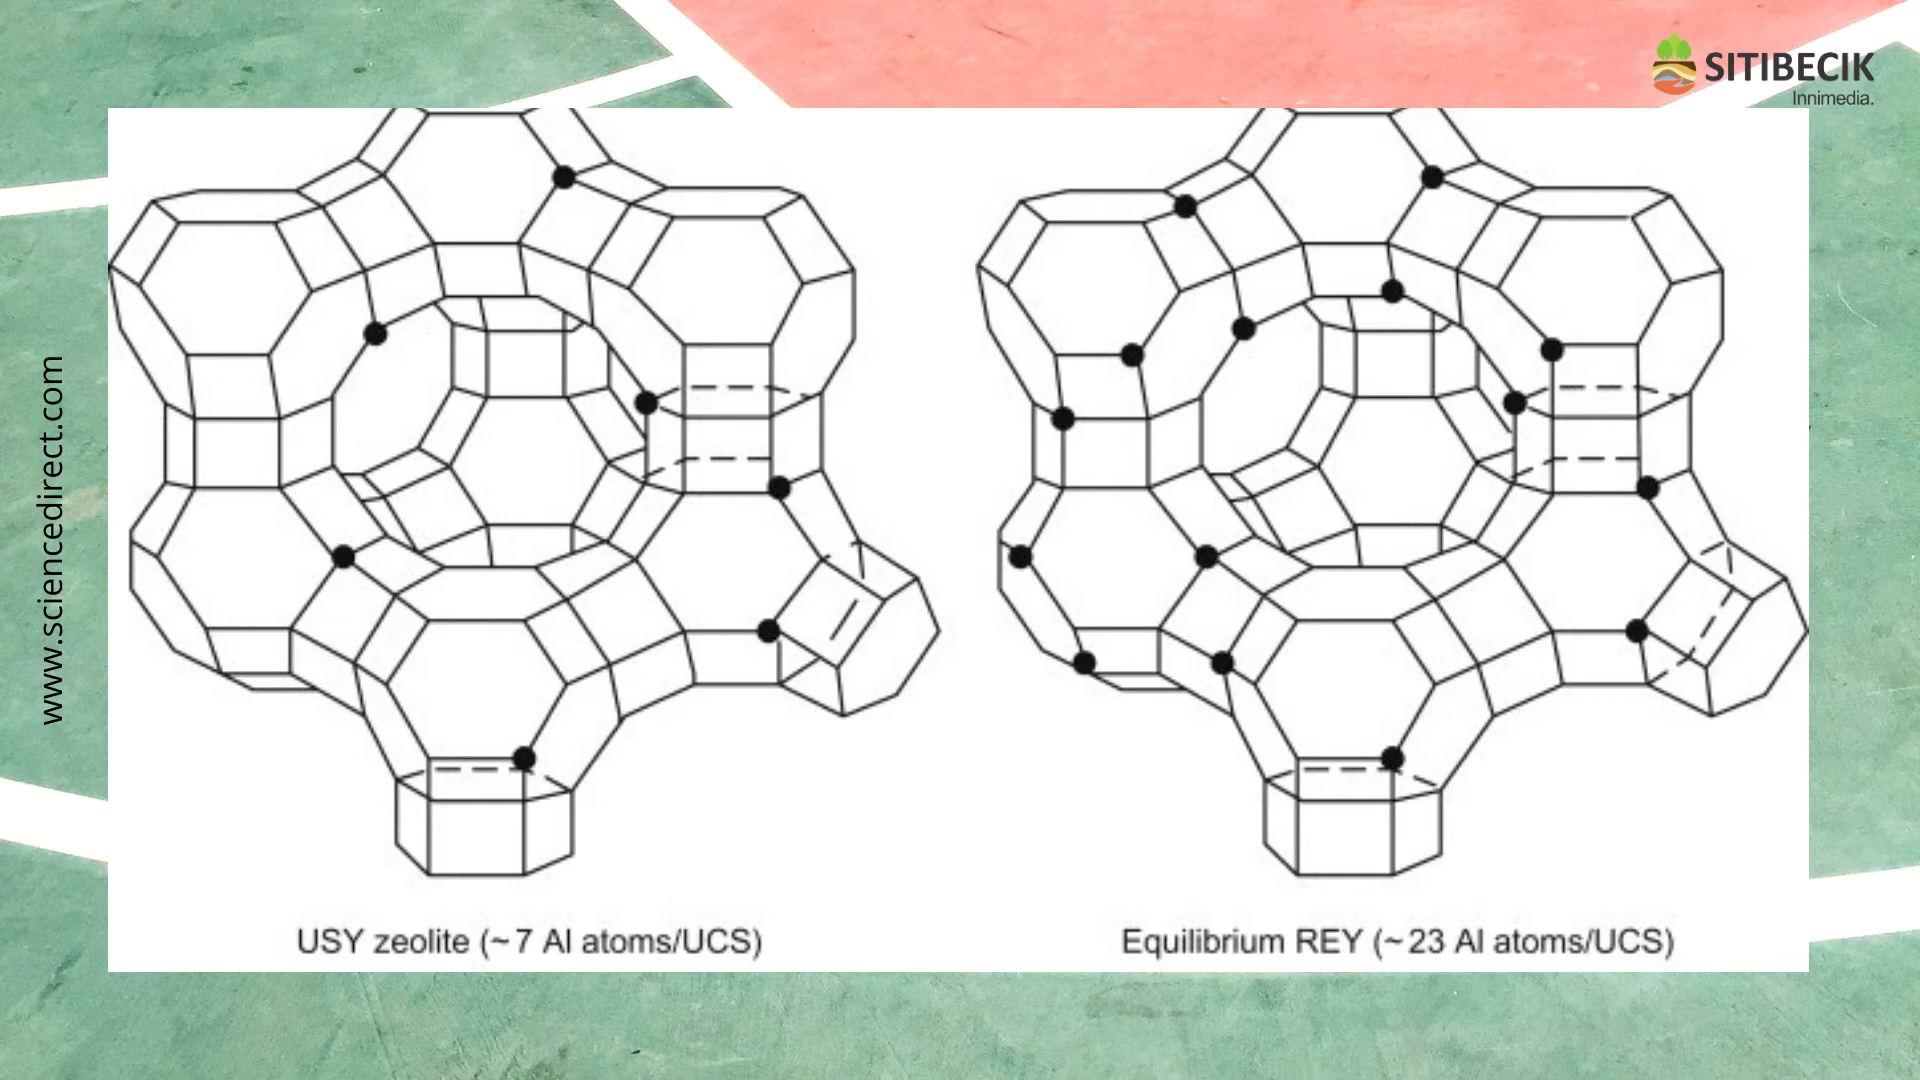 SITIBECIK
Innimedia.
www.sciencedirect.com
USY zeolite (~7 Al atoms/UCS)
Equilibrium REY (~23 Al atoms/UCS)